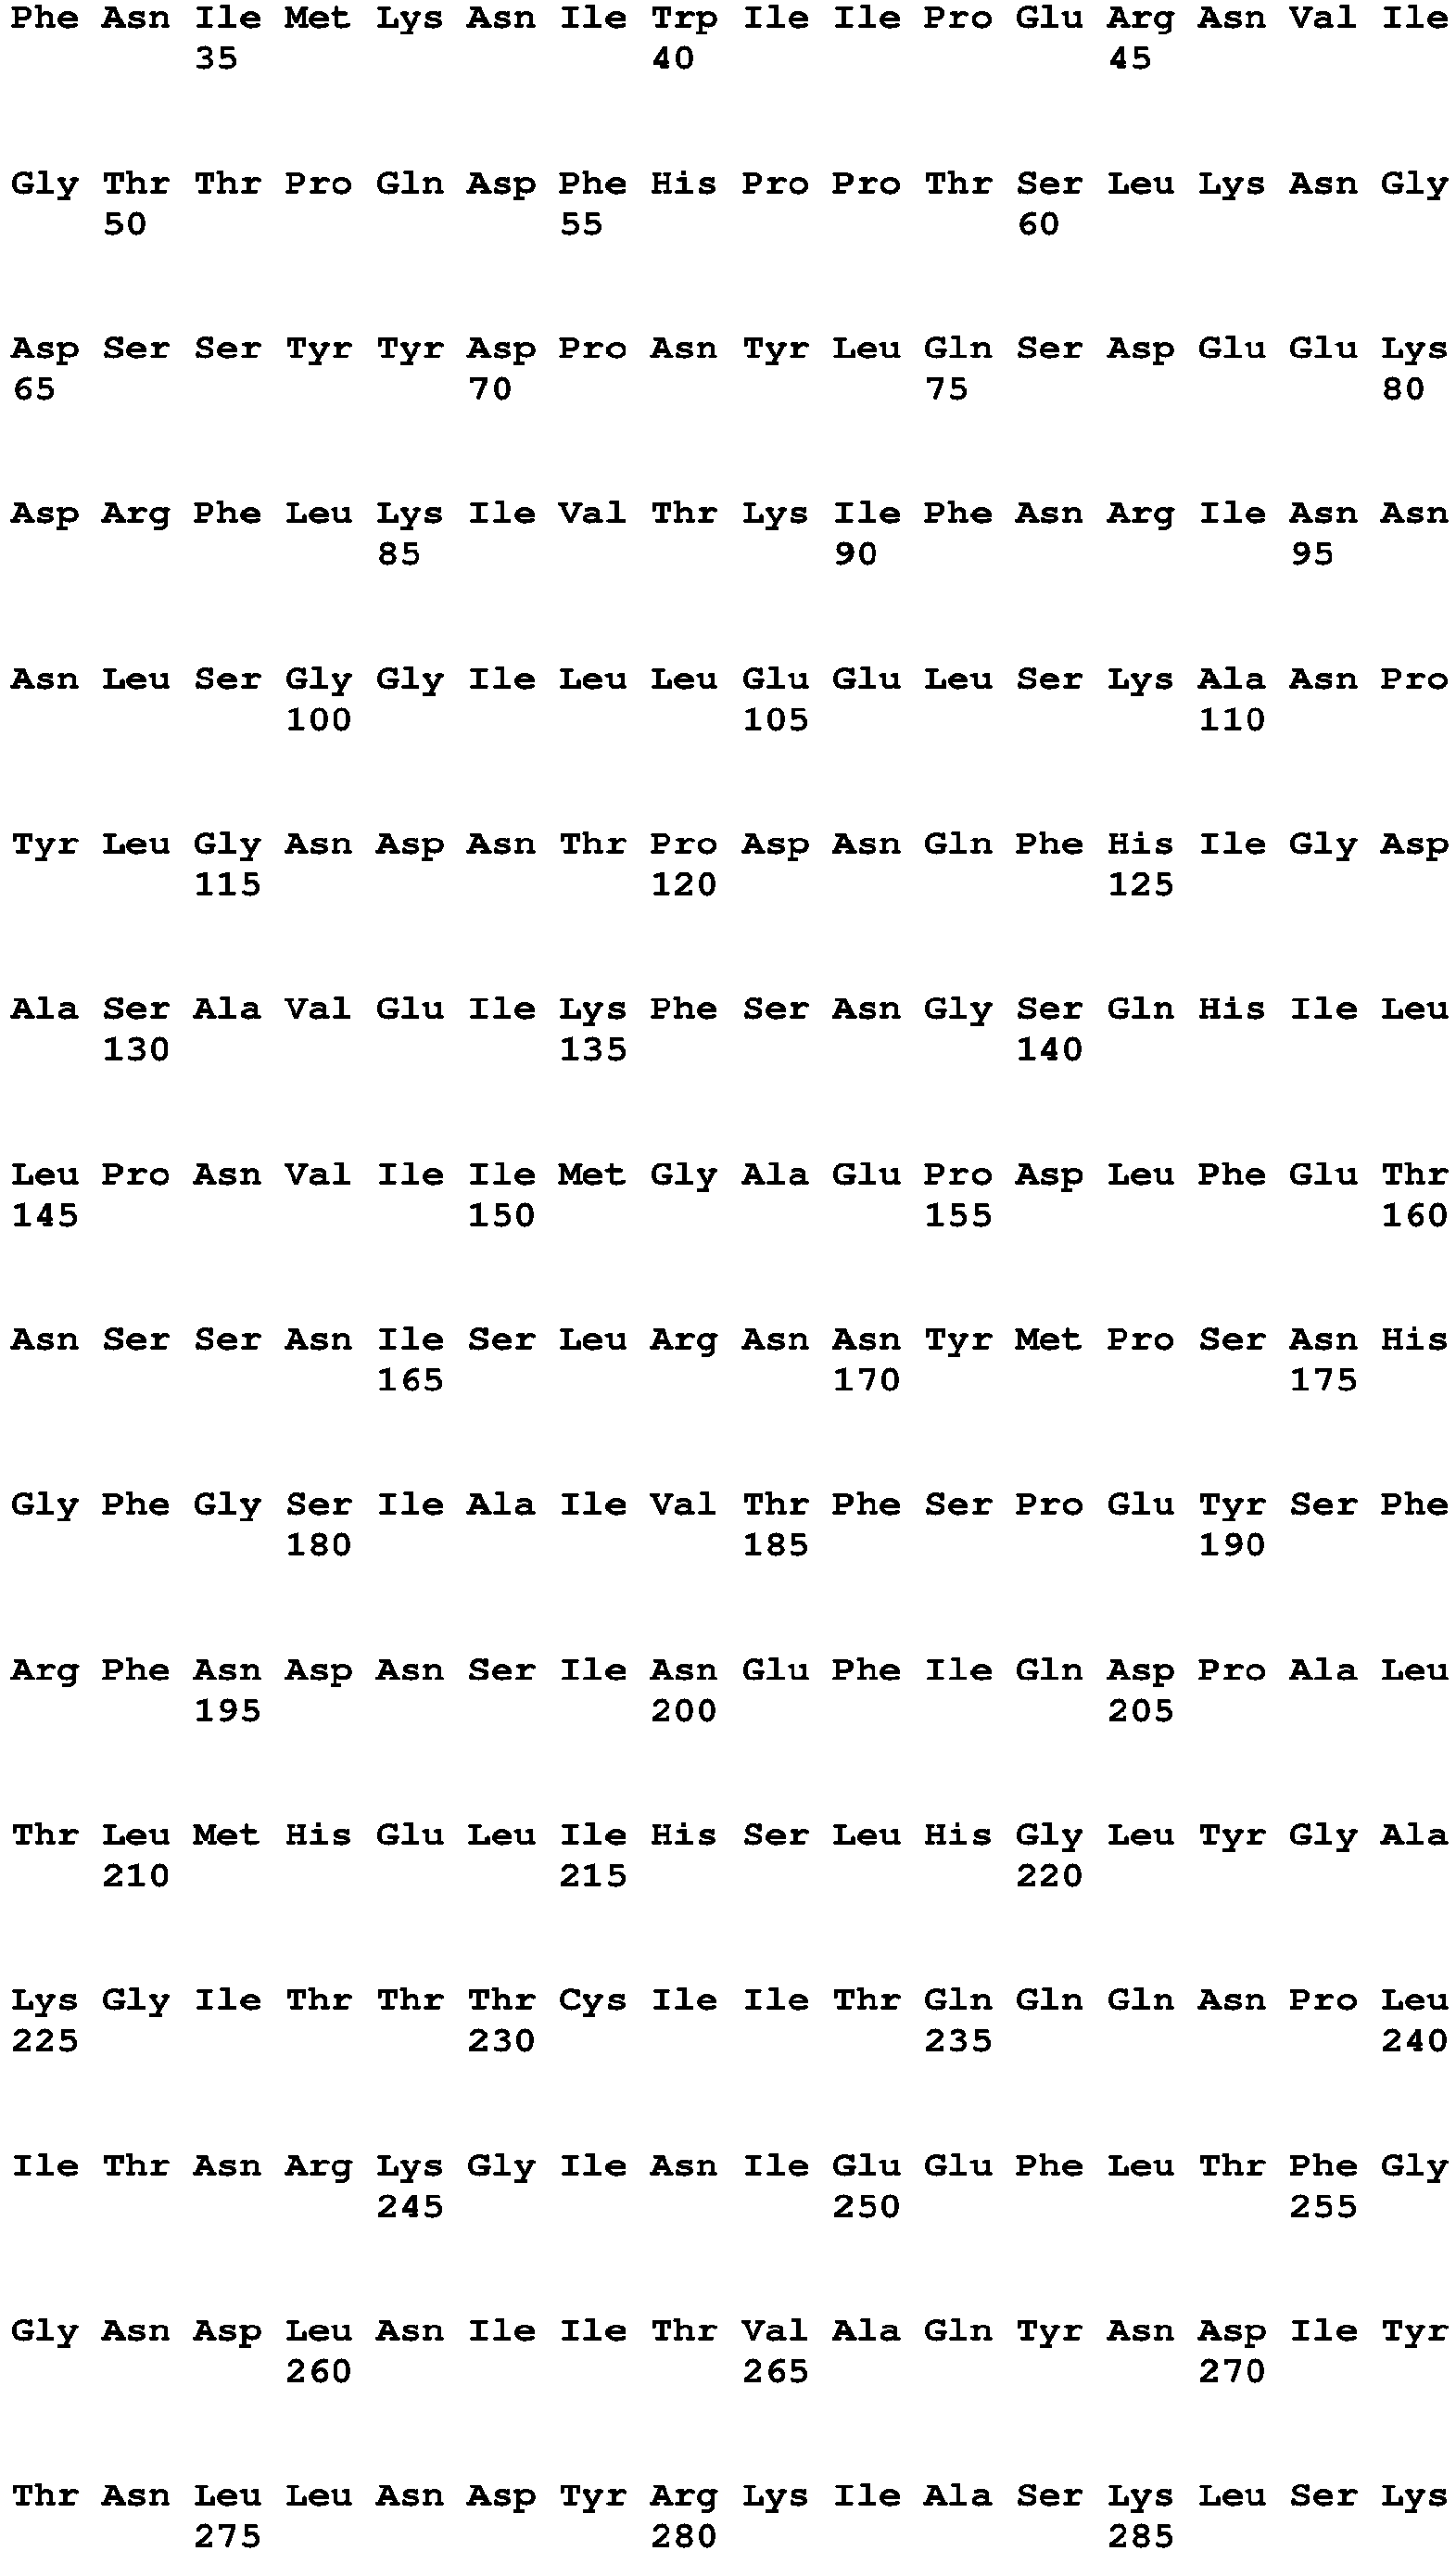 Phe Asn Ile Met Lys Asn Ile Trp Ile Ile Pro Glu Arg Asn Val Ile
35 40 45
Gly Thr Thr Pro Gln Asp Phe His Pro Pro Thr Ser Leu Lys Asn Gly
50 55 60
Asp Ser Ser Tyr Tyr Asp Pro Asn Tyr Leu Gln Ser Asp Glu Glu Lys
65 70 75 80
Asp Arg Phe Leu Lys Ile Val Thr Lys Ile Phe Asn Arg Ile Asn Asn
85 90 95
Asn Leu Ser Gly Gly Ile Leu Leu Glu Glu Leu Ser Lys Ala Asn Pro
100 105 110
Tyr Leu Gly Asn Asp Asn Thr Pro Asp Asn Gln Phe His Ile Gly Asp
115 120 125
Ala Ser Ala Val Glu Ile Lys Phe Ser Asn Gly Ser Gln His Ile Leu
130 135 140
Leu Pro Asn Val Ile Ile Met Gly Ala Glu Pro Asp Leu Phe Glu Thr
145 150 155 160
Asn Ser Ser Asn Ile Ser Leu Arg Asn Asn Tyr Met Pro Ser Asn His
165 170 175
Gly Phe Gly Ser Ile Ala Ile Val Thr Phe Ser Pro Glu Tyr Ser Phe
180 185 190
Arg Phe Asn Asp Asn Ser Ile Asn Glu Phe Ile Gln Asp Pro Ala Leu
195 200 205
Thr Leu Met His Glu Leu Ile His Ser Leu His Gly Leu Tyr Gly Ala
210 215 220
Lys Gly Ile Thr Thr Thr Cys Ile Ile Thr Gln Gln Gln Asn Pro Leu
225 230 235 240
Ile Thr Asn Arg Lys Gly Ile Asn Ile Glu Glu Phe Leu Thr Phe Gly
245 250 255
Gly Asn Asp Leu Asn Ile Ile Thr Val Ala Gln Tyr Asn Asp Ile Tyr
260 265 270
Thr Asn Leu Leu Asn Asp Tyr Arg Lys Ile Ala Ser Lys Leu Ser Lys
275 280 285